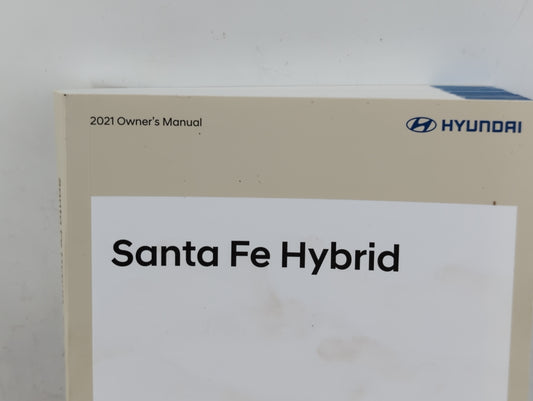 2021 Owner's Manual
HYUNDAI
Santa Fe Hybrid